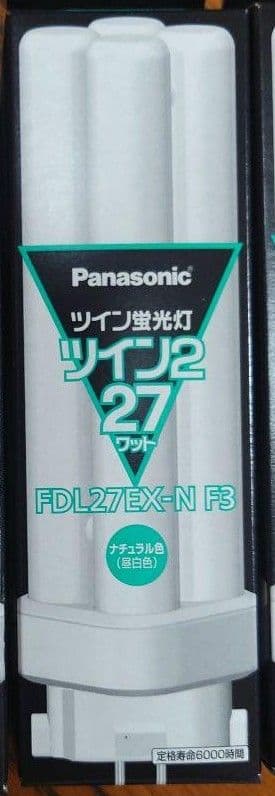 Panasonic
ツイン蛍光灯
ツイン2
27
ワット
FDL27EX-N F3
ナチュラル色
(昼白色)
定格寿命6000時間